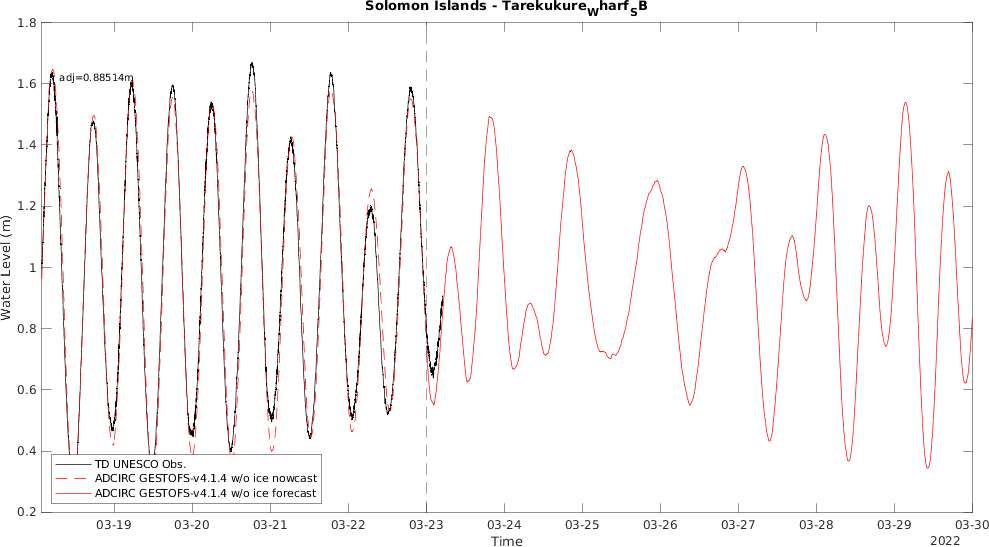 Solomon Islands - Tarekukure_Wharf_SB
1.8
1.6
1.4
1.2
1
0.8
0.6
0.4
0.2
Water Level (m)
adj=0.88514m
TD UNESCO Obs.
ADCIRC GESTOFS-v4.1.4 w/o ice nowcast
ADCIRC GESTOFS-v4.1.4 w/o ice forecast
03-19 03-20 03-21 03-22 03-23 03-24 03-25 03-26 03-27 03-28 03-29 03-30
Time
2022